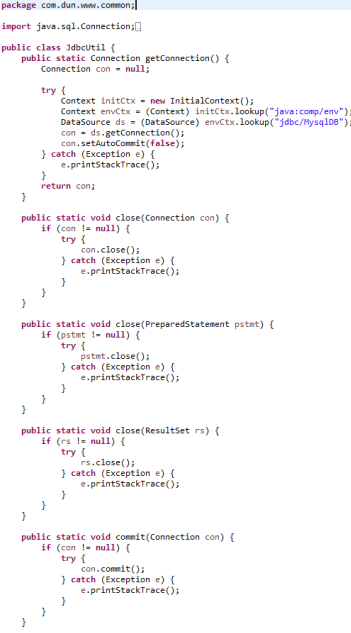 package com.dun.www.common;
import java.sql.Connection;
public class JdbcUtil {
public static Connection getConnection() {
Connection con = null;
try {
Context initCtx = new InitialContext();
Context envCtx = (Context) initCtx.lookup("java:comp/env");
DataSource ds = (DataSource) envCtx.lookup("jdbc/MysqlDB");
con = ds.getConnection();
con.setAutoCommit(false);
} catch (Exception e) {
e.printStackTrace();
}
return con;
}
public static void close(Connection con) {
if (con != null) {
try {
con.close();
} catch (Exception e) {
e.printStackTrace();
}
}
}
public static void close(PreparedStatement pstmt) {
if (pstmt != null) {
try {
pstmt.close();
} catch (Exception e) {
e.printStackTrace();
}
}
}
public static void close(ResultSet rs) {
if (rs != null) {
try {
rs.close();
} catch (Exception e) {
e.printStackTrace();
}
}
}
public static void commit(Connection con) {
if (con != null) {
try {
con.commit();
} catch (Exception e) {
e.printStackTrace();
}
}
}